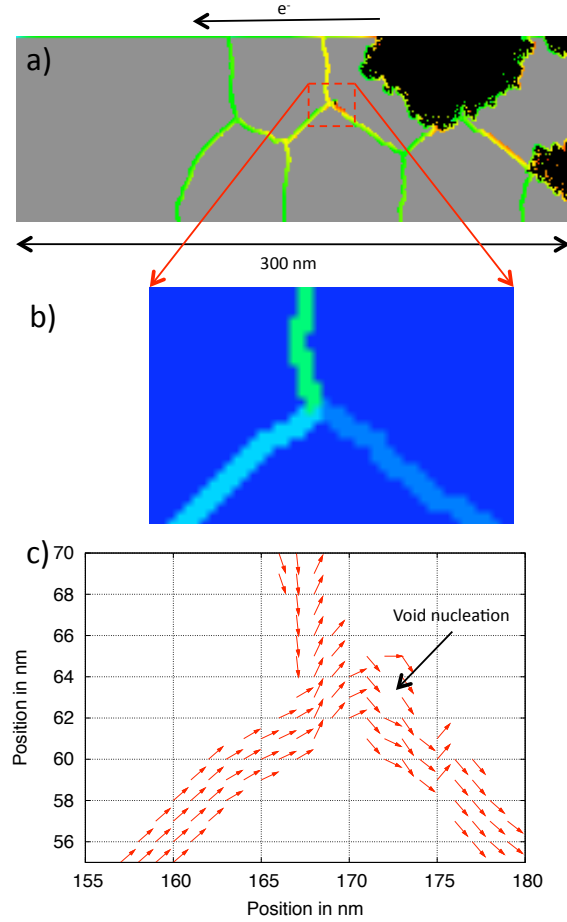 e-
a)
300 nm
b)
c)
70
68
66
64
62
60
58
56
Position in nm
Void nucleation
155
160
165
170
175
180
Position in nm